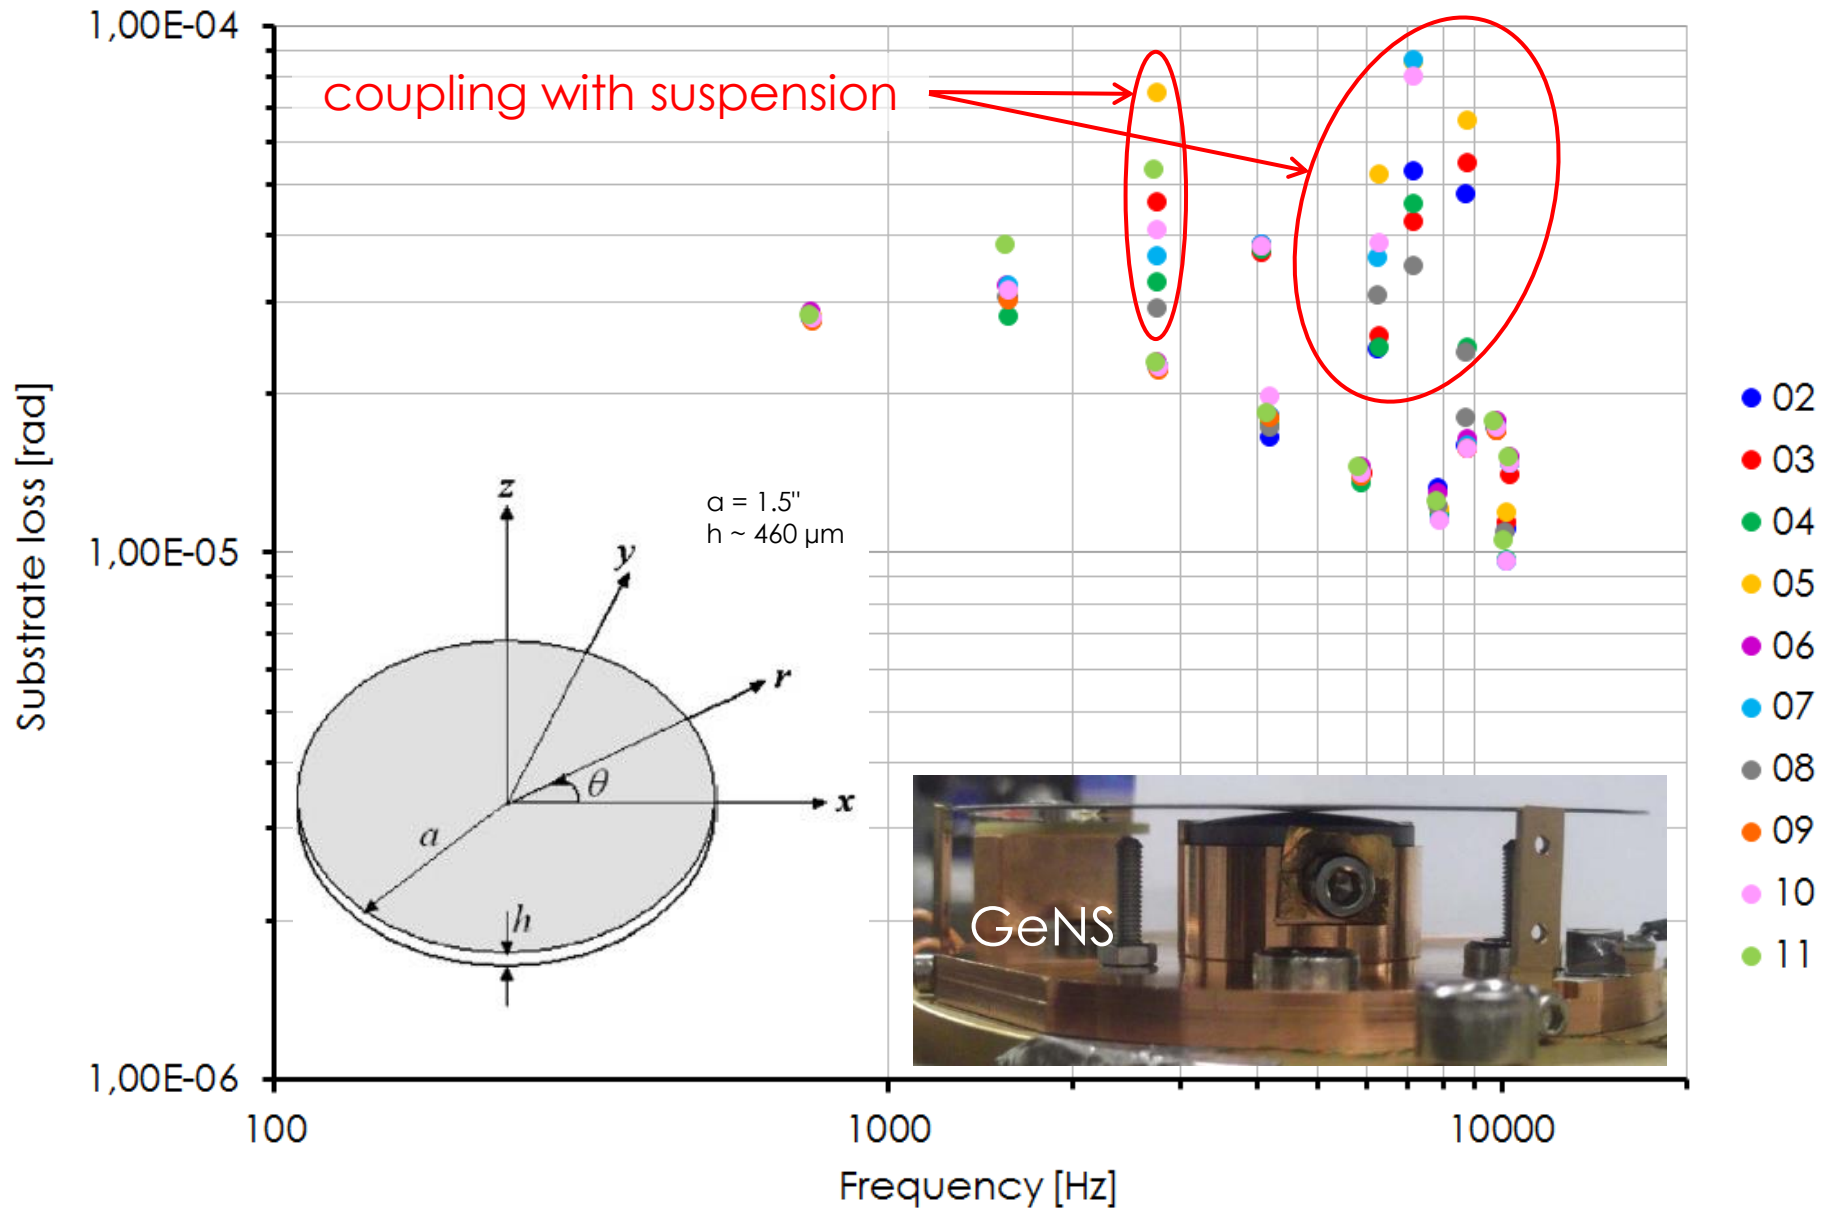 1,00E-04
coupling with suspension
1,00E-05
1,00E-06
Substrate loss [rad]
100
1000
10000
Frequency [Hz]
a = 1.5"
h ~ 460 µm
z
y
r
θ
x
a
h
GeNS
02
03
04
05
06
07
08
09
10
11